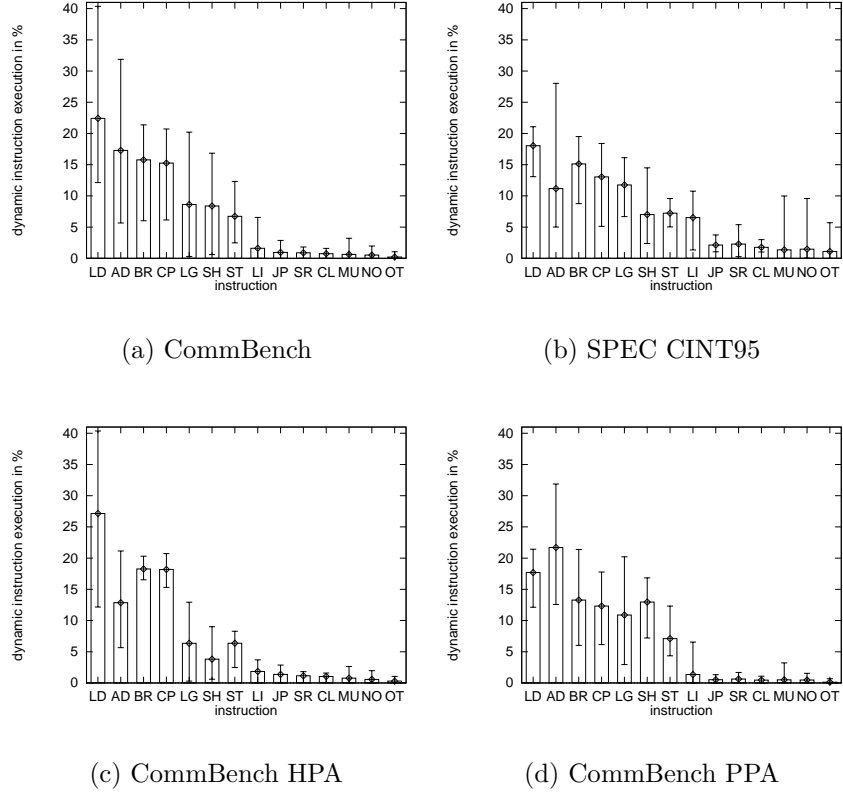 dynamic instruction execution in %
40
35
30
25
20
15
10
5
0
LD AD BR CP LG SH ST LI JP SR CL MU NO OT
instruction
(a) CommBench
dynamic instruction execution in %
40
35
30
25
20
15
10
5
0
LD AD BR CP LG SH ST LI JP SR CL MU NO OT
instruction
(b) SPEC CINT95
dynamic instruction execution in %
40
35
30
25
20
15
10
5
0
LD AD BR CP LG SH ST LI JP SR CL MU NO OT
instruction
(c) CommBench HPA
dynamic instruction execution in %
40
35
30
25
20
15
10
5
0
LD AD BR CP LG SH ST LI JP SR CL MU NO OT
instruction
(d) CommBench PPA